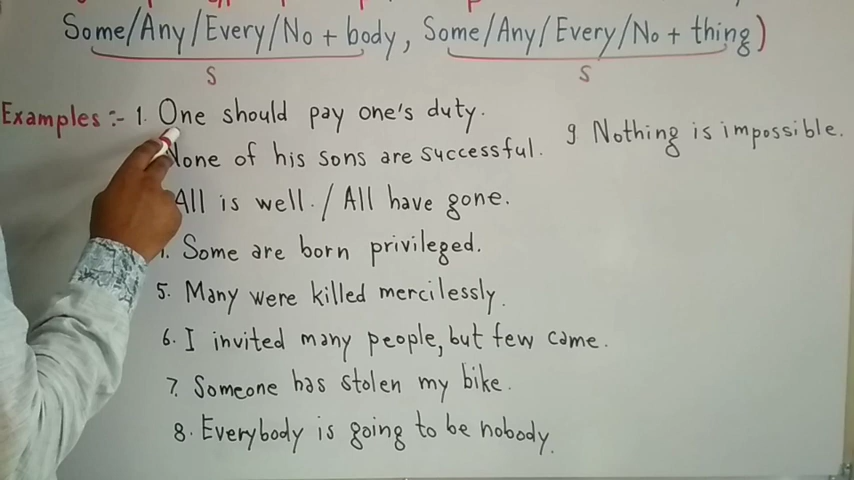 Some/Any/Every/No + body, Some/Any/Every/No + thing)
S S
Examples :- 1. One should pay one's duty.
None of his sons are successful.
All is well. / All have gone.
Some are born privileged.
5. Many were killed mercilessly.
6. I invited many people, but few came.
7. Someone has stolen my bike.
8. Everybody is going to be nobody.
9 Nothing is impossible.